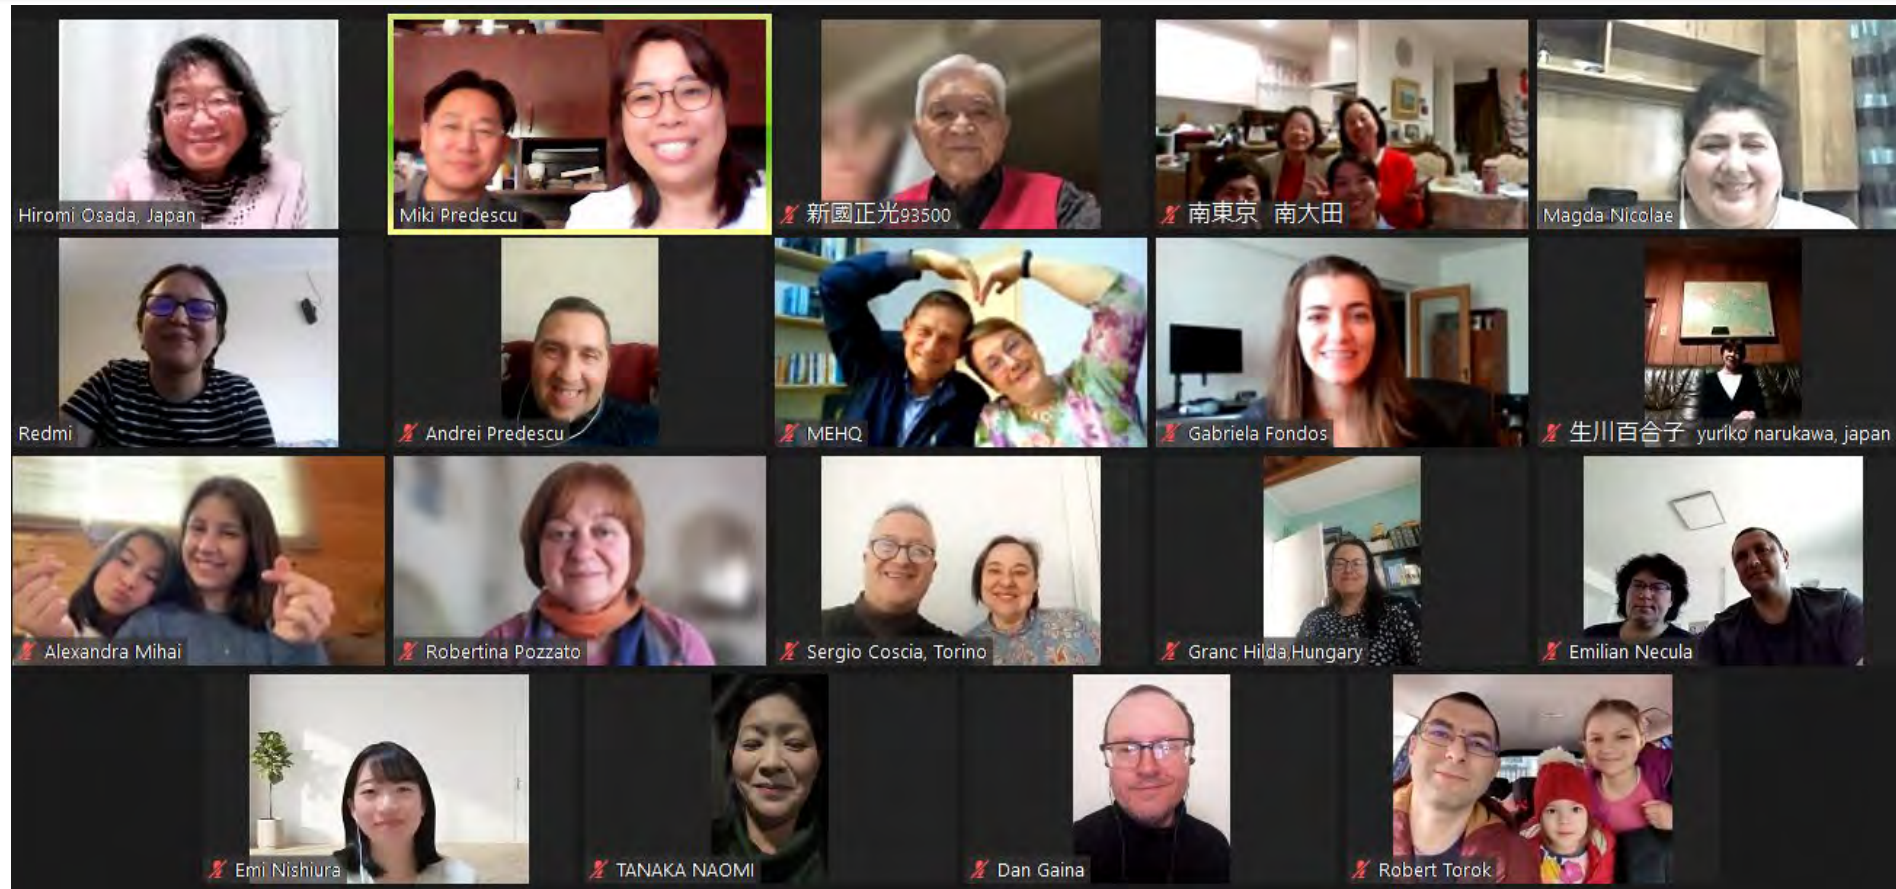 Hiromi Osada, Japan
Miki Predescu
新國正光93500
南東京 南大田
Magda Nicolae
Redmi
Andrei Predescu
MEHQ
Gabriela Fondos
生川百合子 yuriko narukawa, japan
Alexandra Mihai
Robertina Pozzato
Sergio Coscia, Torino
Granc Hilda,Hungary
Emilian Necula
Emi Nishiura
TANAKA NAOMI
Dan Gaina
Robert Torok